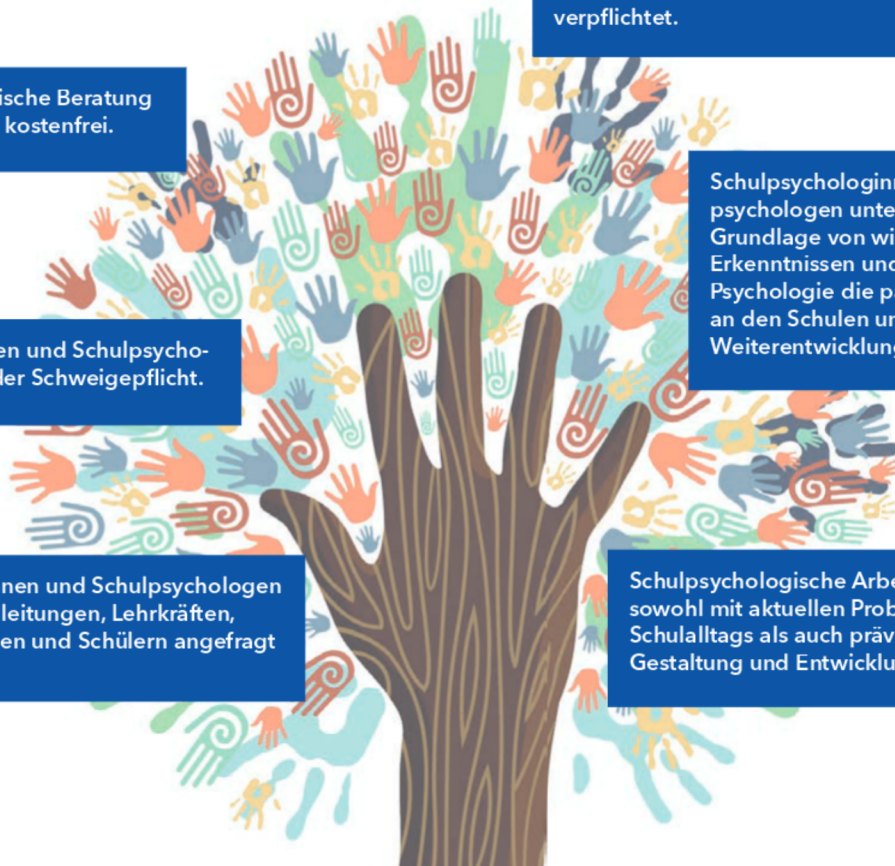 verpflichtet.
ische Beratung
kostenfrei.
Schulpsychologin
psychologen unte
Grundlage von wi
Erkenntnissen und
Psychologie die p
an den Schulen u
Weiterentwicklung
en und Schulpsycho-
der Schweigepflicht.
nen und Schulpsychologen
leitungen, Lehrkräften,
en und Schülern angefragt
Schulpsychologische Arbe
sowohl mit aktuellen Prob
Schulalltags als auch präv
Gestaltung und Entwicklu